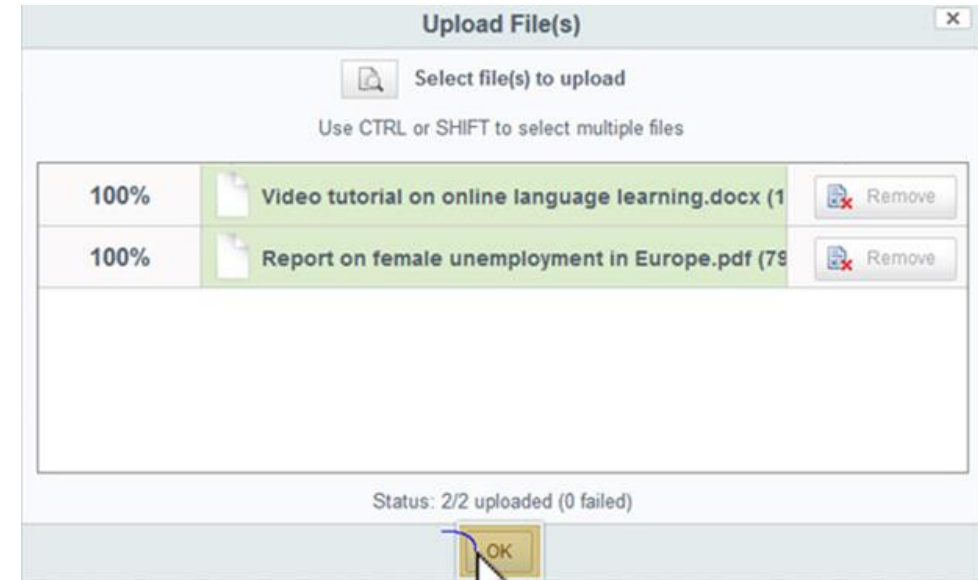 Upload File(s)
Select file(s) to upload
Use CTRL or SHIFT to select multiple files
100% Video tutorial on online language learning.docx (1 Remove
100% Report on female unemployment in Europe.pdf (79 Remove
Status: 2/2 uploaded (0 failed)
OK